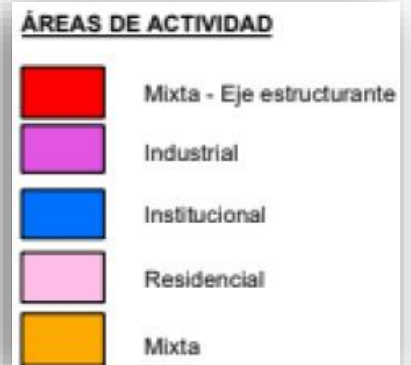 ÁREAS DE ACTIVIDAD
Mixta - Eje estructurante
Industrial
Institucional
Residencial
Mixta